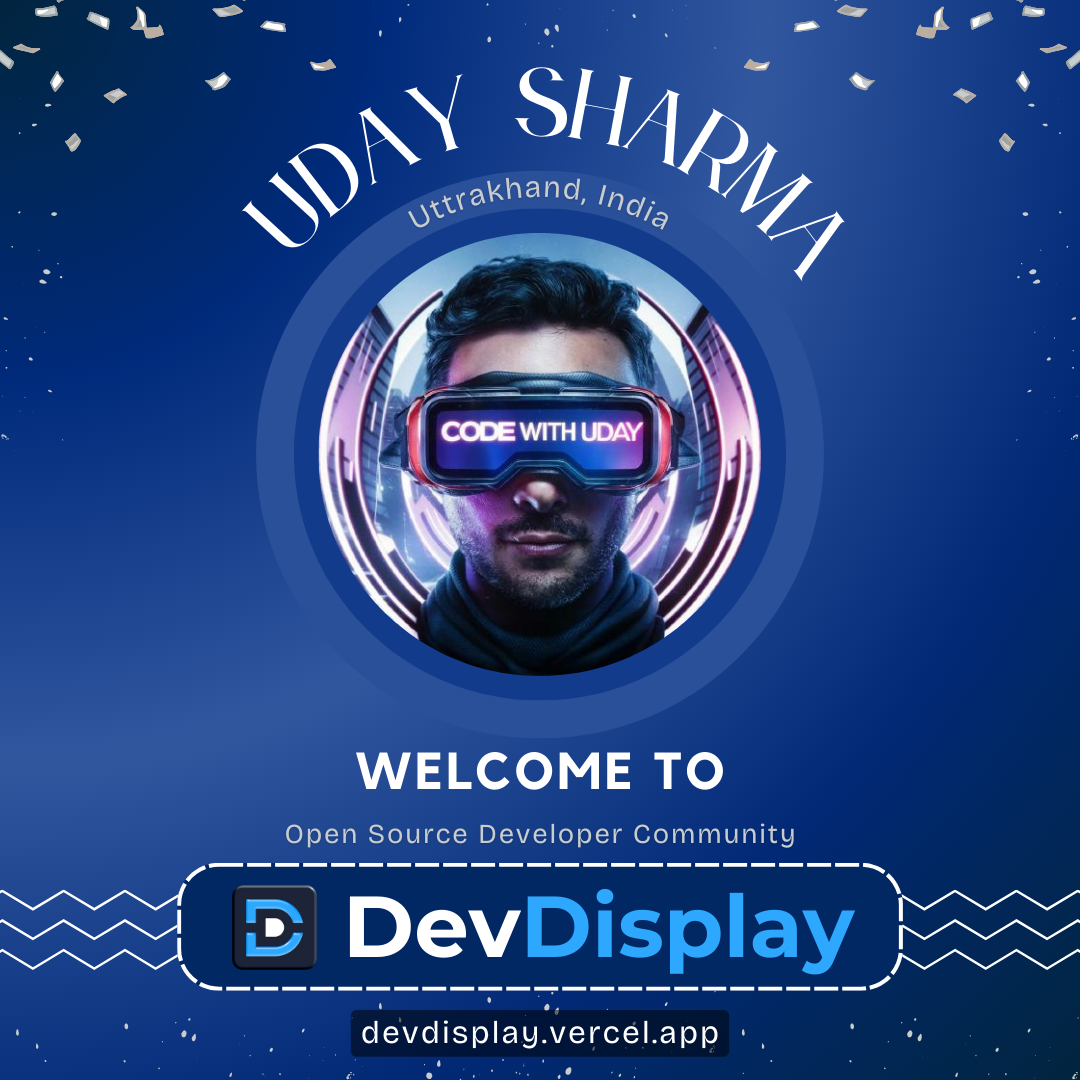 UDAY SHARMA
Uttrakhand, India
CODE WITH UDAY
WELCOME TO
Open Source Developer Community
DevDisplay
devdisplay.vercel.app